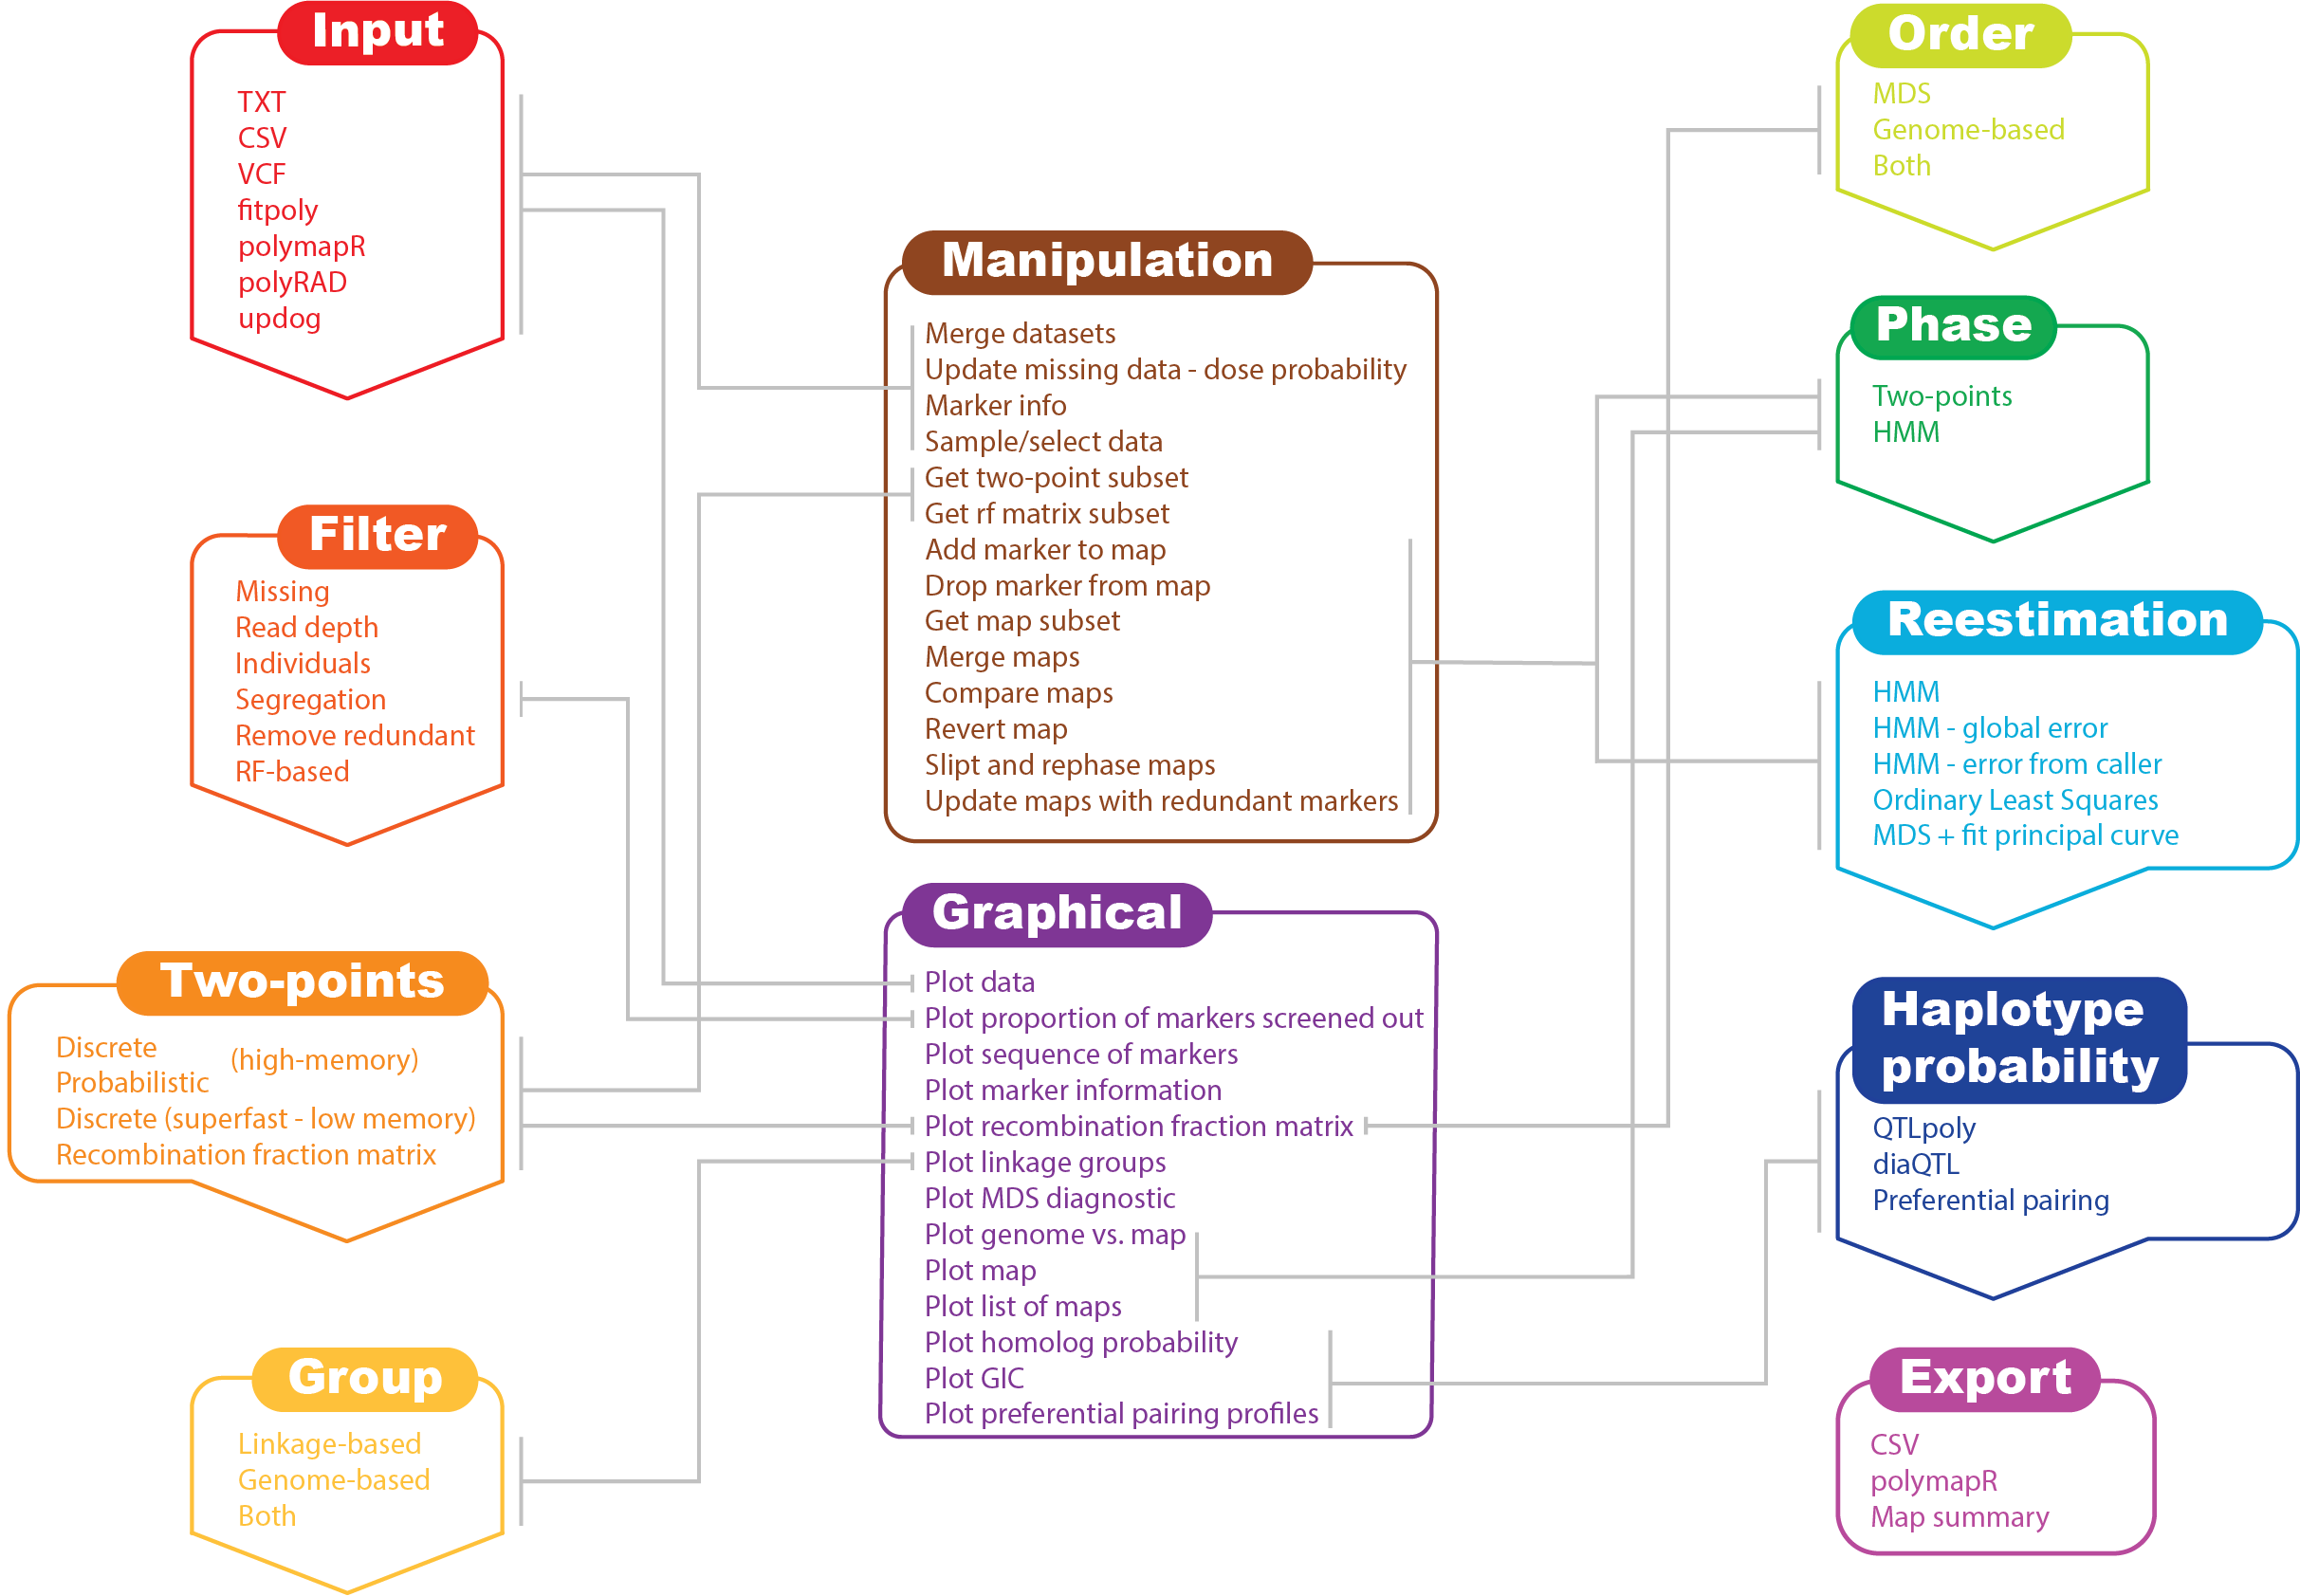 Input
TXT
CSV
VCF
fitpoly
polymapR
polyRAD
updog
Filter
Missing
Read depth
Individuals
Segregation
Remove redundant
RF-based
Two-points
Discrete
(high-memory)
Probabilistic
Discrete (superfast - low memory)
Recombination fraction matrix
Group
Linkage-based
Genome-based
Both
Manipulation
Merge datasets
Update missing data - dose probability
Marker info
Sample/select data
Get two-point subset
Get rf matrix subset
Add marker to map
Drop marker from map
Get map subset
Merge maps
Compare maps
Revert map
Slipt and rephase maps
Update maps with redundant markers
Graphical
Plot data
Plot proportion of markers screened out
Plot sequence of markers
Plot marker information
Plot recombination fraction matrix
Plot linkage groups
Plot MDS diagnostic
Plot genome vs. map
Plot map
Plot list of maps
Plot homolog probability
Plot GIC
Plot preferential pairing profiles
Order
MDS
Genome-based
Both
Phase
Two-points
HMM
Reestimation
HMM
HMM - global error
HMM - error from caller
Ordinary Least Squares
MDS + fit principal curve
Haplotype
probability
QTLpoly
diaQTL
Preferential pairing
Export
CSV
polymapR
Map summary